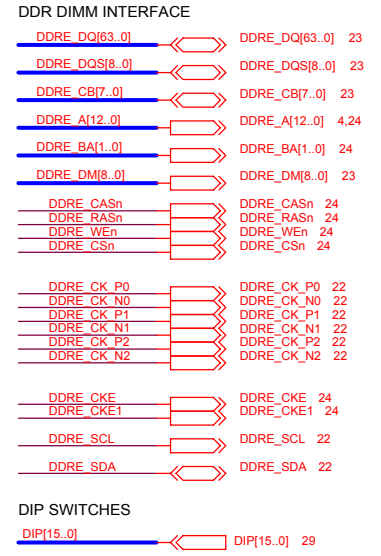 DDR DIMM INTERFACE
DDRE_DQ[63..0] DDRE_DQ[63..0] 23
DDRE_DQS[8..0] DDRE_DQS[8..0] 23
DDRE_CB[7..0] DDRE_CB[7..0] 23
DDRE_A[12..0] DDRE_A[12..0] 4,24
DDRE_BA[1..0] DDRE_BA[1..0] 24
DDRE_DM[8..0] DDRE_DM[8..0] 23
DDRE_CASn DDRE_CASn 24
DDRE_RASn DDRE_RASn 24
DDRE_WEn DDRE_WEn 24
DDRE_CSn DDRE_CSn 24
DDRE_CK_P0 DDRE_CK_P0 22
DDRE_CK_N0 DDRE_CK_N0 22
DDRE_CK_P1 DDRE_CK_P1 22
DDRE_CK_N1 DDRE_CK_N1 22
DDRE_CK_P2 DDRE_CK_P2 22
DDRE_CK_N2 DDRE_CK_N2 22
DDRE_CKE DDRE_CKE 24
DDRE_CKE1 DDRE_CKE1 24
DDRE_SCL DDRE_SCL 22
DDRE_SDA DDRE_SDA 22
DIP SWITCHES
DIP[15..0] DIP[15..0] 29